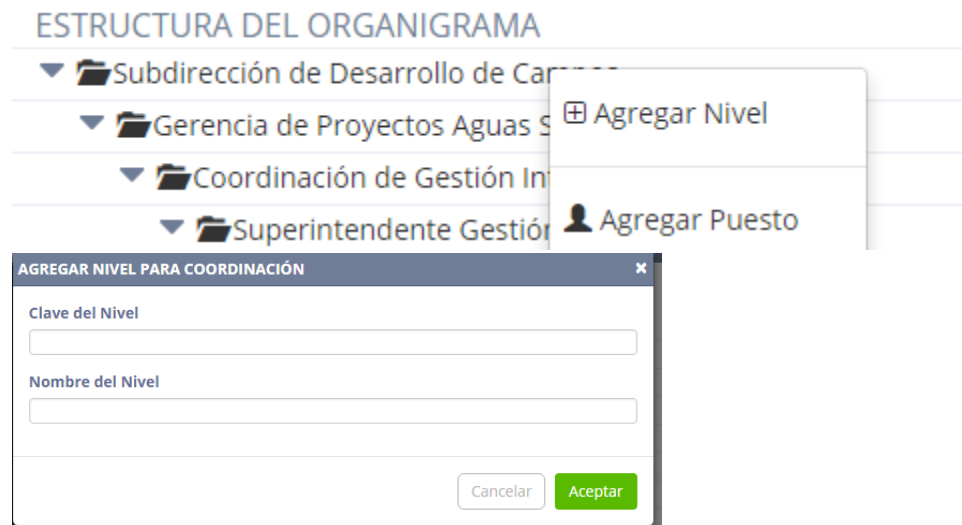 ESTRUCTURA DEL ORGANIGRAMA
Subdirección de Desarrollo de
Agregar Nivel
Gerencia de Proyectos Aguas
Coordinación de Gestión
Agregar Puesto
Superintendente
AGREGAR NIVEL PARA COORDINACIÓN
Clave del Nivel
Nombre del Nivel
Cancelar
Aceptar